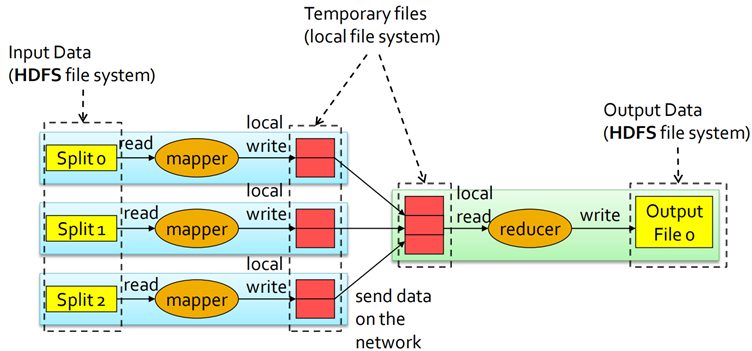 Temporary files
(local file system)
Input Data
(HDFS file system)
Output Data
(HDFS file system)
Split 0
read
mapper
local
write
Split 1
read
mapper
local
write
Split 2
read
mapper
local
write
send data
on the
network
local
read
reducer
write
Output
File 0